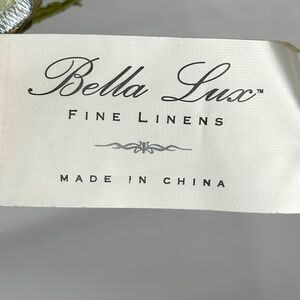 Bella Lux™
FINE LINENS
MADE IN CHINA